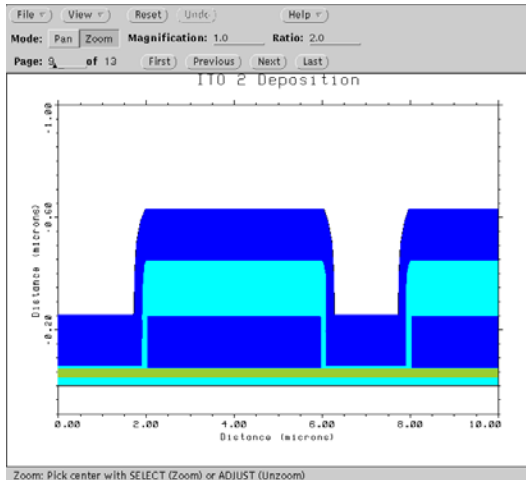 File View Reset Undo Help
Mode: Pan Zoom Magnification: 1.0 Ratio: 2.0
Page: 9 of 13 First Previous Next Last
ITO 2 Deposition
-1.00
-0.60
-0.20
Distance (microns)
0.00 2.00 4.00 6.00 8.00 10.00
Distance (microns)
Zoom: Pick center with SELECT (Zoom) or ADJUST (Unzoom)